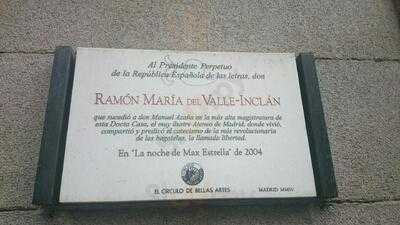 Al Presidente Perpetuo
de la República Española de las letras, don
RAMÓN MARÍA DEL VALLE-INCLÁN
que sucedió a don Manuel Azaña en la más alta magistratura de
esta Docta Casa, el muy ilustre Ateneo de Madrid, donde vivió,
compartió y predicó el catecismo de la más revolucionaria
de las bagatelas, la llamada libertad.
En "La noche de Max Estrella" de 2004
EL CIRCULO DE BELLAS ARTES
MADRID MMIV